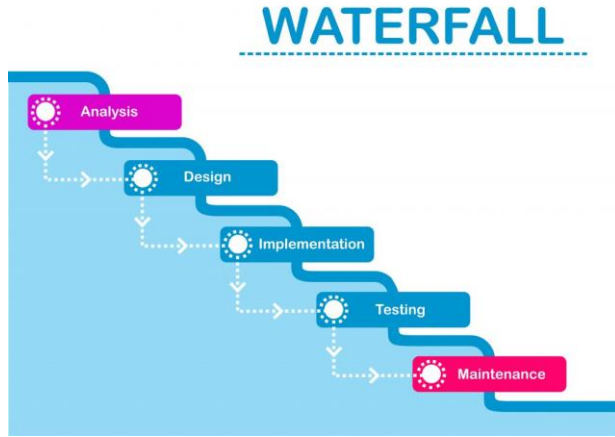 WATERFALL
Analysis
Design
Implementation
Testing
Maintenance